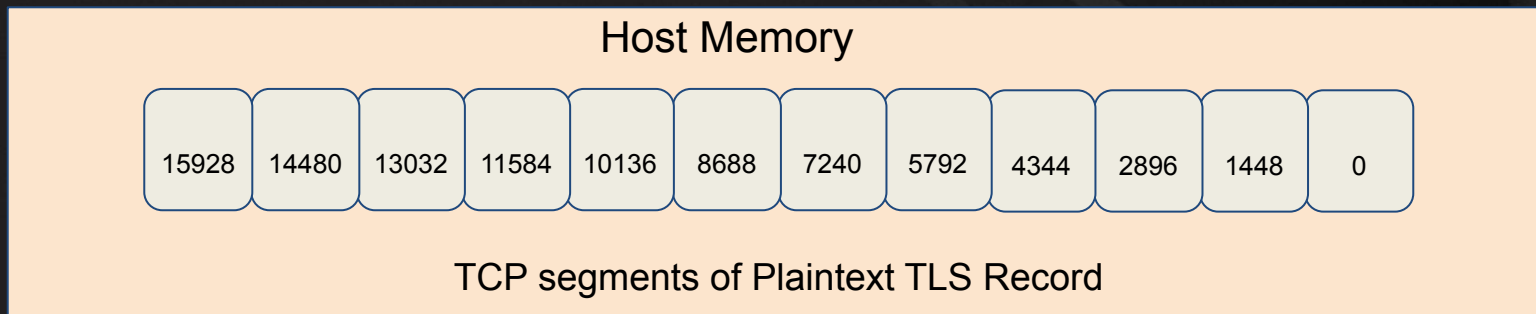 Host Memory
15928 14480 13032 11584 10136 8688 7240 5792 4344 2896 1448 0
TCP segments of Plaintext TLS Record